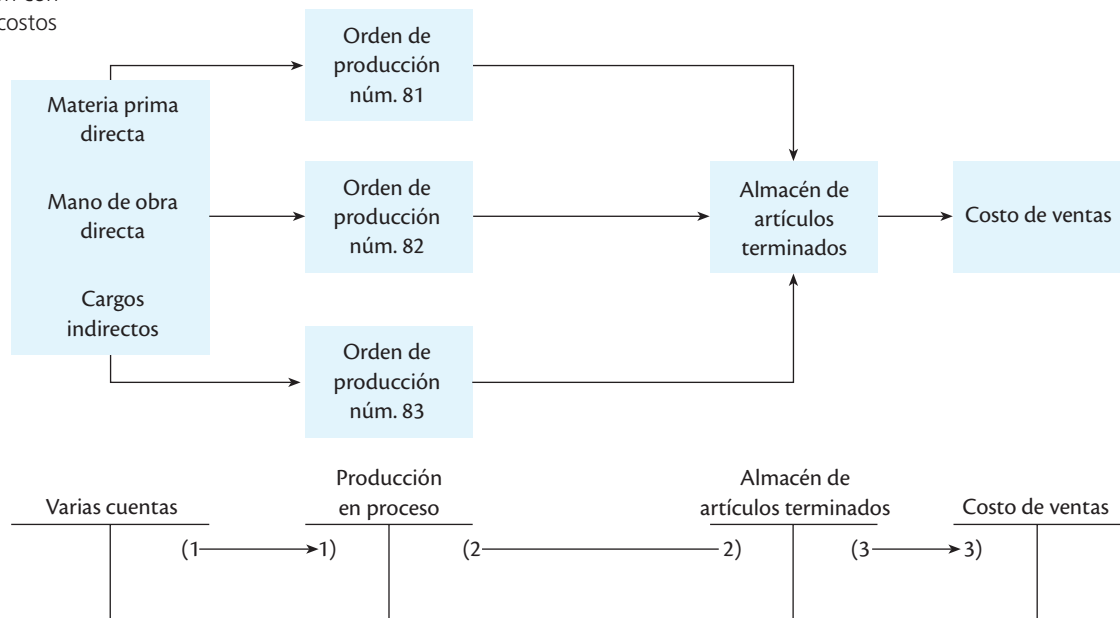 costos
Orden de
producción
núm. 81
Materia prima
directa
Mano de obra
directa
Cargos
indirectos
Orden de
producción
núm. 82
Almacén de
artículos
terminados
Costo de ventas
Orden de
producción
núm. 83
Varias cuentas
Producción
en proceso
Almacén de
artículos terminados
Costo de ventas
(1 1) (2 2) (3 3)